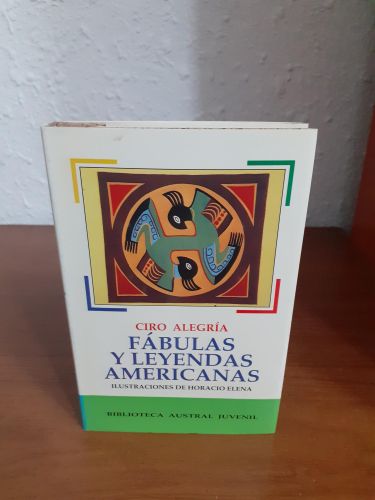 CIRO ALEGRÍA
FÁBULAS
Y LEYENDAS
AMERICANAS
ILUSTRACIONES DE HORACIO ELENA
BIBLIOTECA AUSTRAL JUVENIL